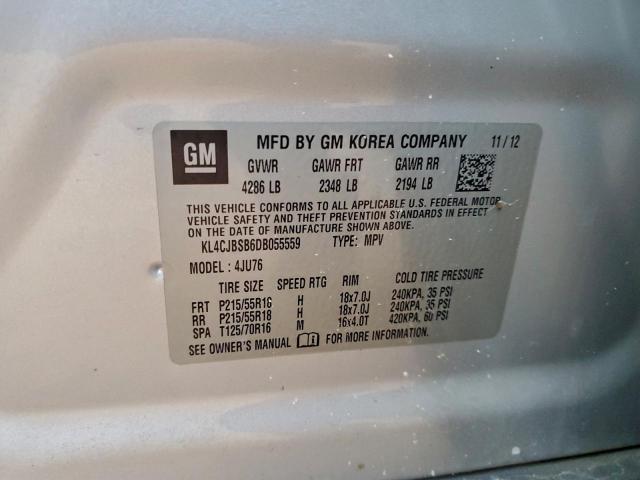 GM MFD BY GM KOREA COMPANY 11/12
GVWR GAWR FRT GAWR RR
4286 LB 2348 LB 2194 LB
THIS VEHICLE CONFORMS TO ALL APPLICABLE U.S. FEDERAL MOTOR
VEHICLE SAFETY AND THEFT PREVENTION STANDARDS IN EFFECT
ON THE DATE OF MANUFACTURE SHOWN ABOVE.
KL4CJBSB6DB055559 TYPE: MPV
MODEL: 4JU76
TIRE SIZE SPEED RTG RIM COLD TIRE PRESSURE
FRT P215/55R18 H 18x7.0J 240KPA, 35 PSI
RR P215/55R18 H 18x7.0J 240KPA, 35 PSI
SPA T125/70R16 M 16x4.0T 420KPA, 60 PSI
SEE OWNER'S MANUAL FOR MORE INFORMATION.